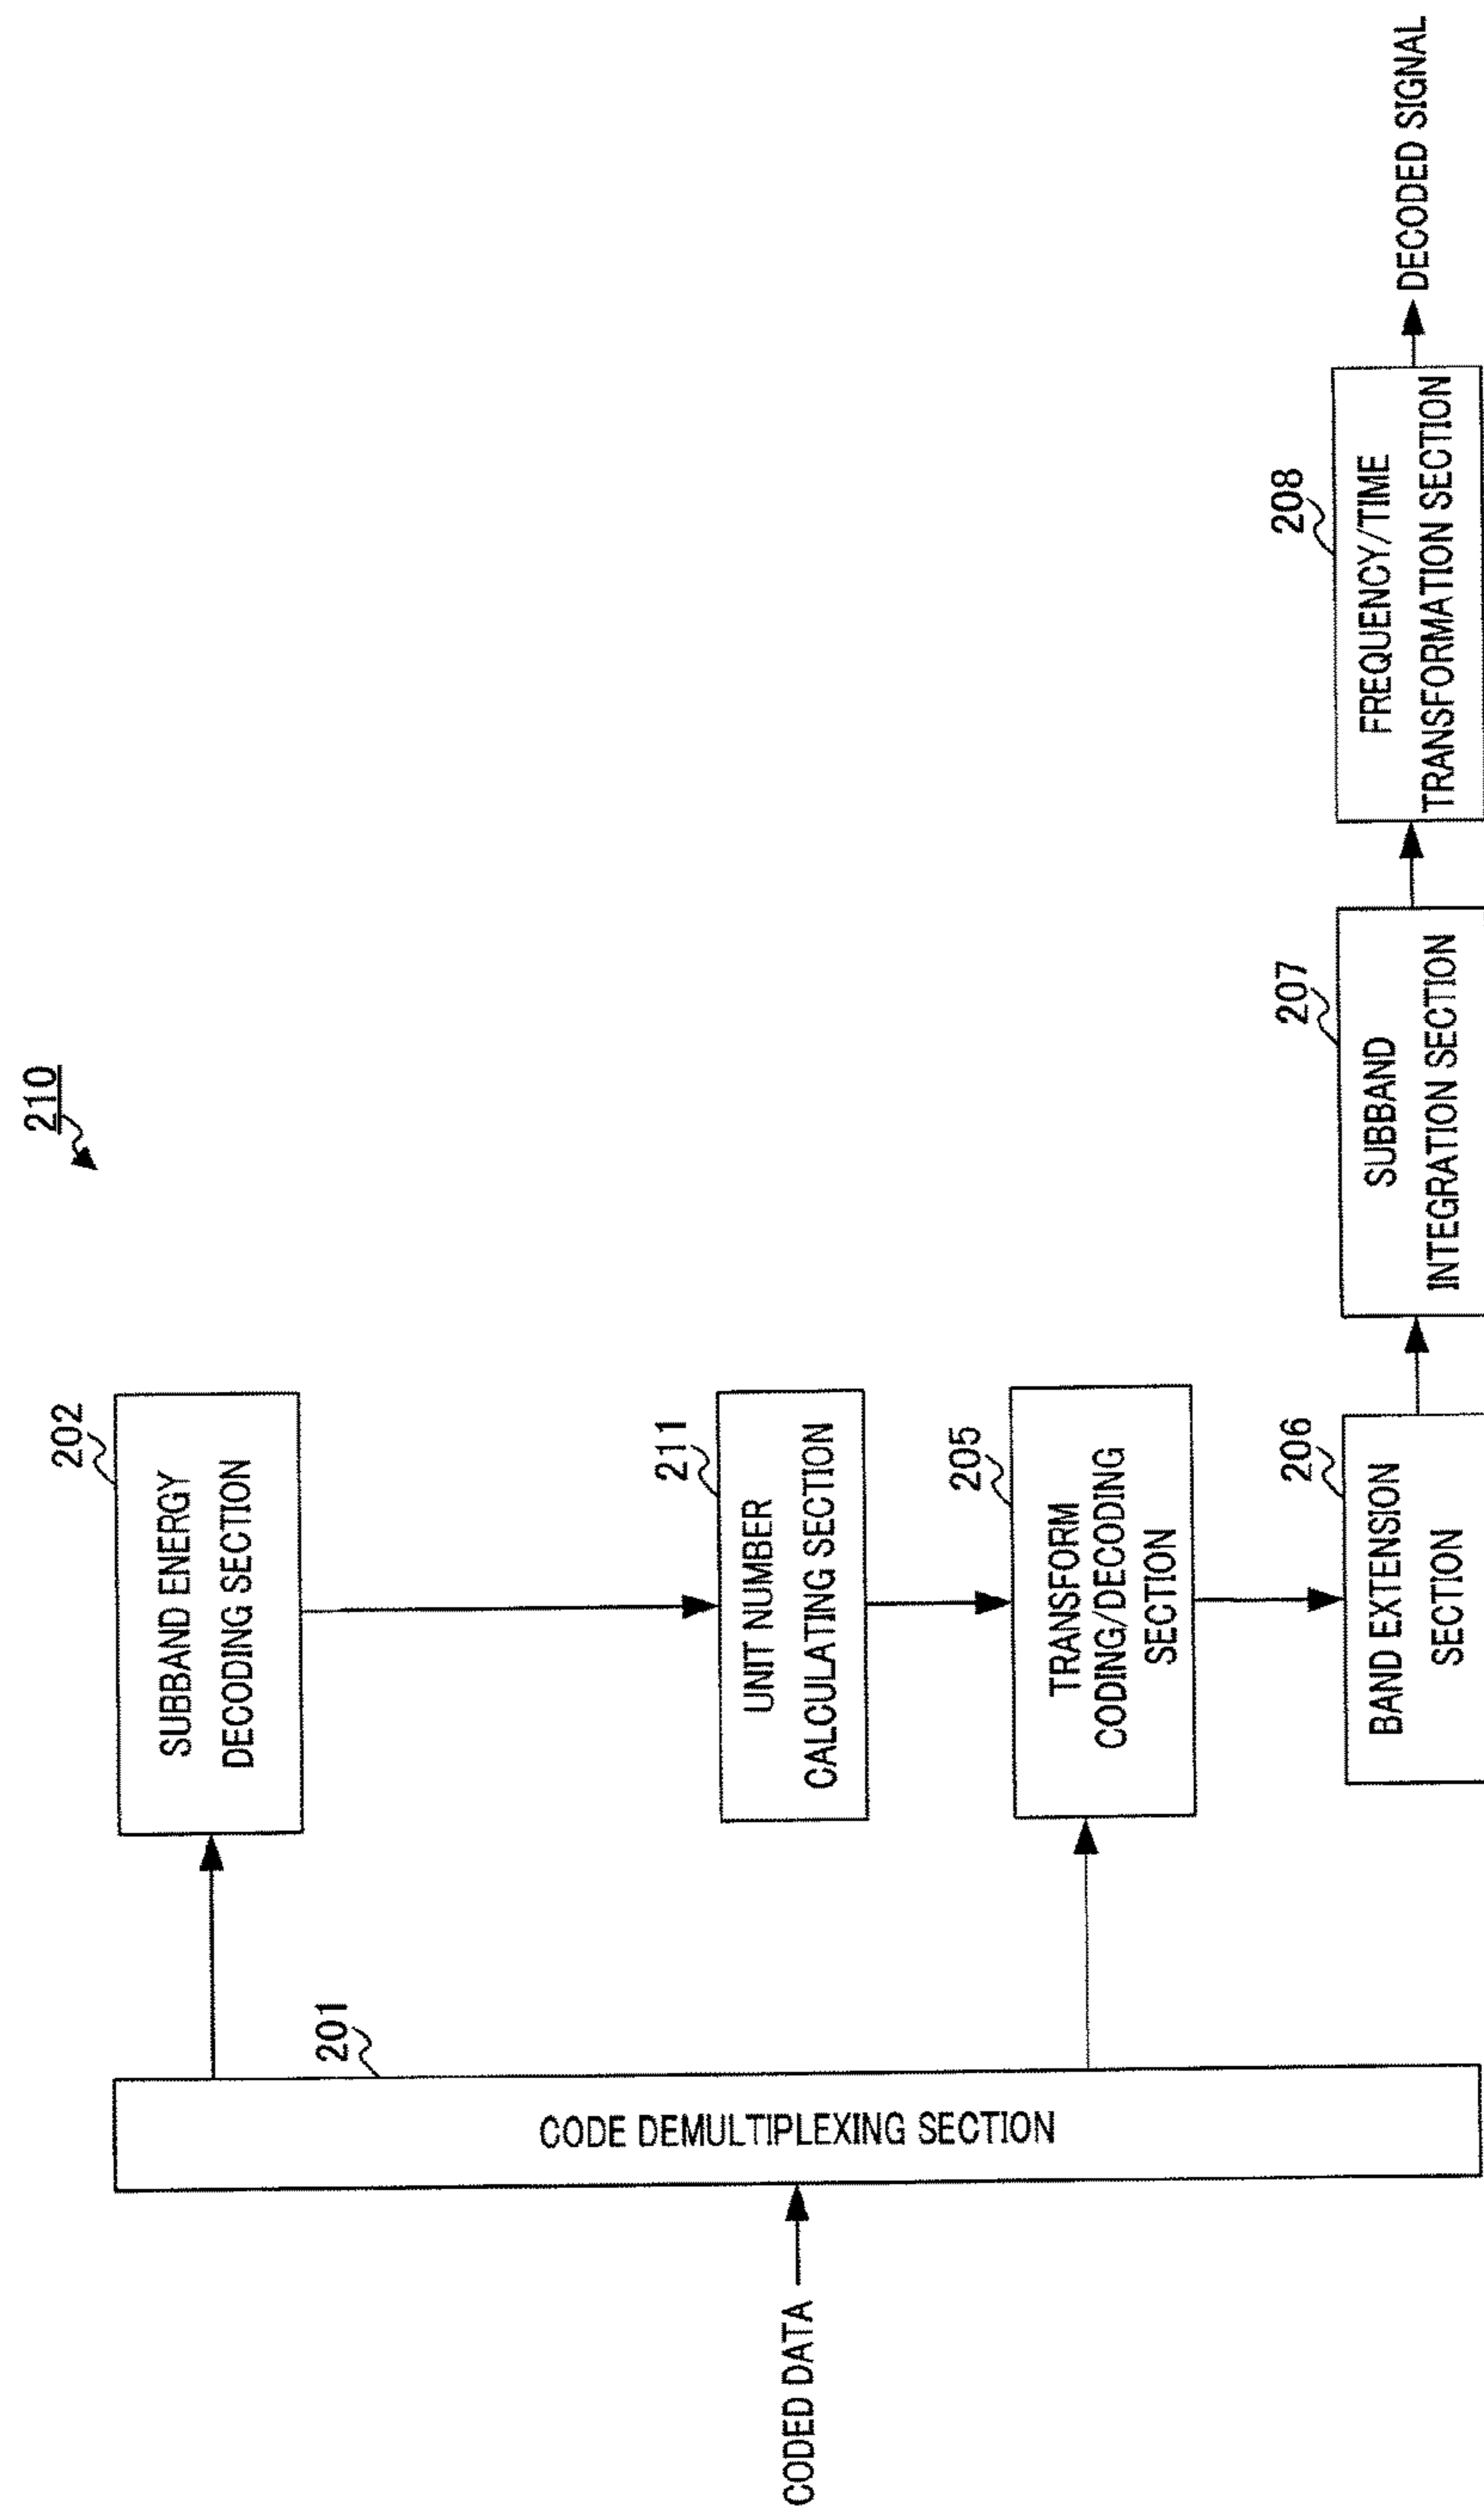 210
CODED DATA
201
CODE DEMULTIPLEXING SECTION
202
SUBBAND ENERGY
DECODING SECTION
211
UNIT NUMBER
CALCULATING SECTION
205
TRANSFORM
CODING/DECODING
SECTION
206
BAND EXTENSION
SECTION
207
SUBBAND
INTEGRATION SECTION
208
FREQUENCY/TIME
TRANSFORMATION SECTION
DECODED SIGNAL